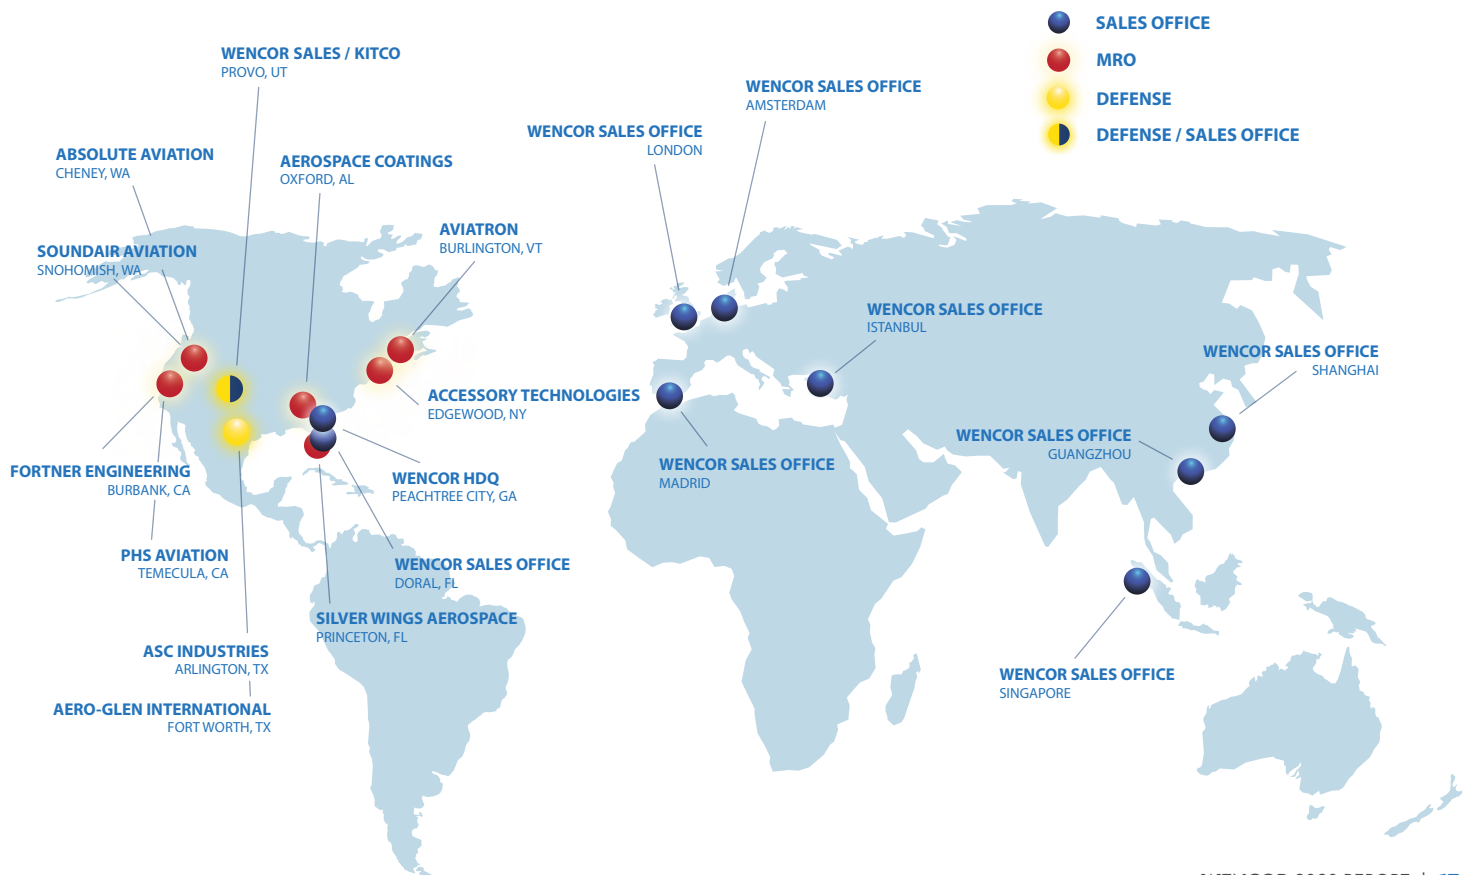 SALES OFFICE
MRO
DEFENSE
DEFENSE / SALES OFFICE
WENCOR SALES / KITCO
PROVO, UT
WENCOR SALES OFFICE
AMSTERDAM
WENCOR SALES OFFICE
LONDON
ABSOLUTE AVIATION
CHENEY, WA
AEROSPACE COATINGS
OXFORD, AL
AVIATRON
BURLINGTON, VT
SOUNDAIR AVIATION
SNOHOMISH, WA
WENCOR SALES OFFICE
ISTANBUL
WENCOR SALES OFFICE
SHANGHAI
ACCESSORY TECHNOLOGIES
EDGEWOOD, NY
WENCOR SALES OFFICE
GUANGZHOU
WENCOR SALES OFFICE
MADRID
FORTNER ENGINEERING
BURBANK, CA
WENCOR HDQ
PEACHTREE CITY, GA
PHS AVIATION
TEMECULA, CA
WENCOR SALES OFFICE
DORAL, FL
SILVER WINGS AEROSPACE
PRINCETON, FL
ASC INDUSTRIES
ARLINGTON, TX
WENCOR SALES OFFICE
SINGAPORE
AERO-GLEN INTERNATIONAL
FORT WORTH, TX